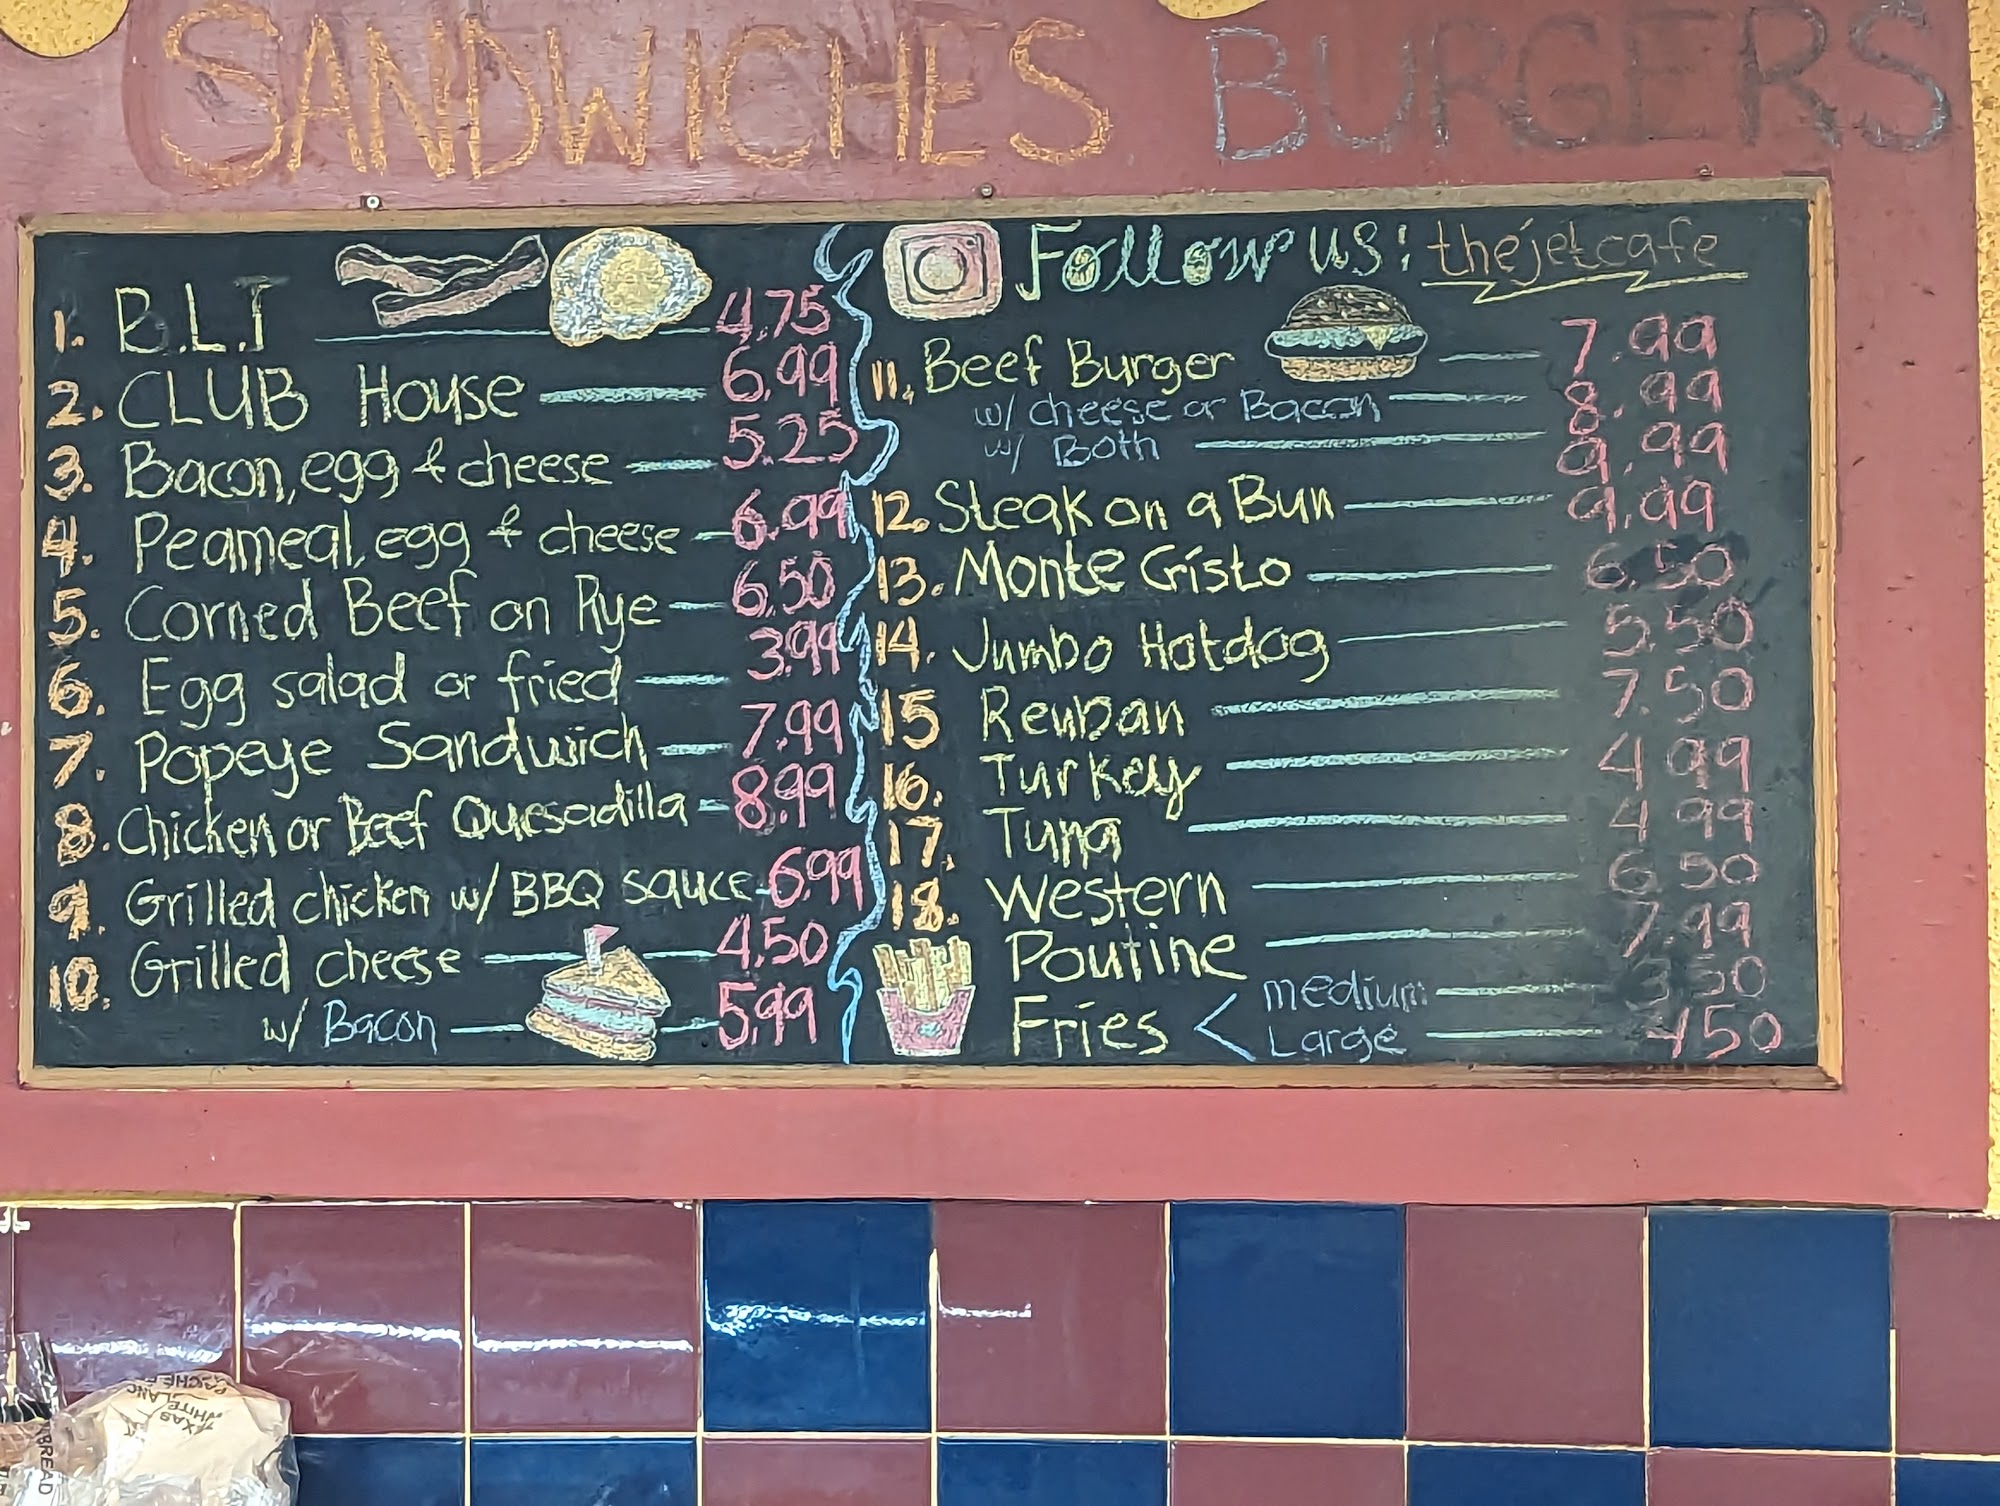 SANDWICHES BURGERS
1. B.L.T 4.75
2. CLUB House 6.99
3. Bacon, egg & cheese 5.25
4. Peameal, egg & cheese 6.99
5. Corned Beef on Rye 6.50
6. Egg salad or fried 3.99
7. Popeye Sandwich 7.99
8. Chicken or Beef Quesadilla 8.99
9. Grilled chicken w/ BBQ sauce 6.99
10. Grilled cheese 4.50
w/ Bacon 5.99
Follow us: thejetcafe
11. Beef Burger 7.99
w/ cheese or Bacon 8.99
w/ Both 9.99
12. Steak on a Bun 9.99
13. Monte Cristo 6.50
14. Jumbo Hotdog 5.50
15 Reuban 7.50
16. Turkey 4 99
17. Tuna 4 99
18. Western 6 50
Poutine 7.99
Fries < medium 3 50
Large 4 50
TEXAS
WHITE
BREAD